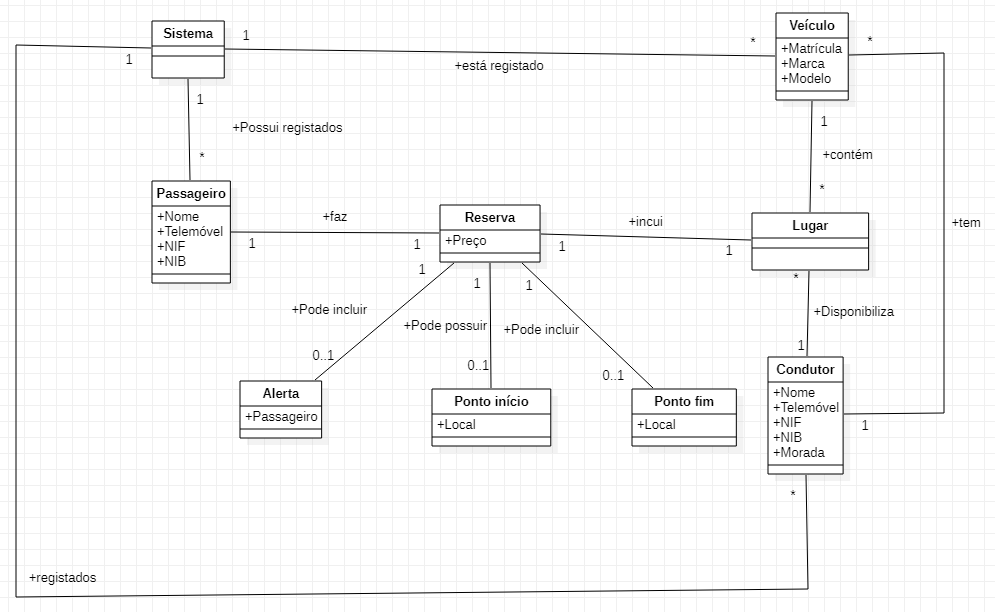 Sistema
1
1
1
+Possui registados
*
+está registado
*
Veículo
+Matrícula
+Marca
+Modelo
*
1
+contém
*
+tem
Passageiro
+Nome
+Telemóvel
+NIF
+NIB
+faz
1
1
Reserva
+Preço
+incui
1
1
Lugar
1
1
1
+Pode incluir
+Pode possuir
+Pode incluir
0..1
0..1
0..1
*
+Disponibiliza
1
Alerta
+Passageiro
Ponto início
+Local
Ponto fim
+Local
Condutor
+Nome
+Telemóvel
+NIF
+NIB
+Morada
1
*
+registados